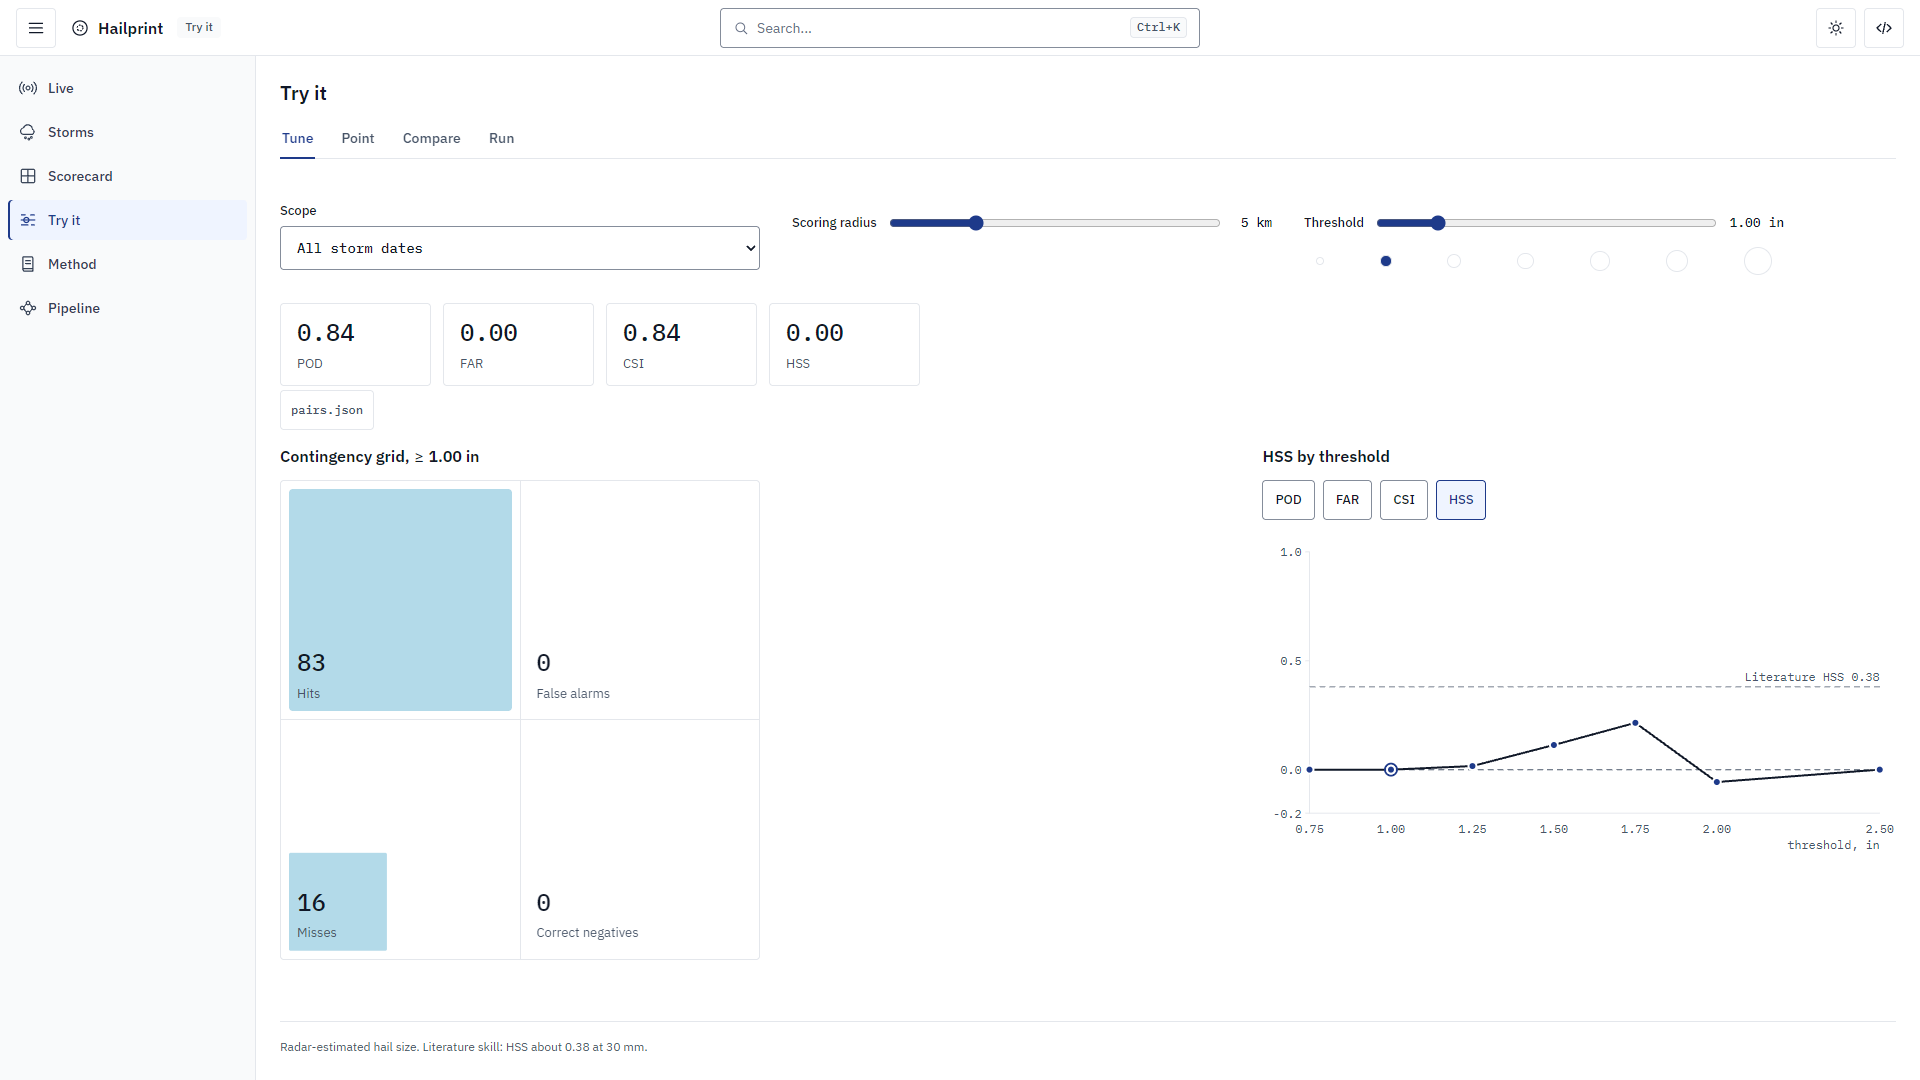 Hailprint Try it
Search... Ctrl+K
Live
Storms
Scorecard
Try it
Method
Pipeline
Try it
Tune Point Compare Run
Scope
All storm dates
Scoring radius 5 km
Threshold 1.00 in
0.84
POD
0.00
FAR
0.84
CSI
0.00
HSS
pairs.json
Contingency grid, ≥ 1.00 in
83
Hits
0
False alarms
16
Misses
0
Correct negatives
HSS by threshold
POD FAR CSI HSS
1.0
0.5
Literature HSS 0.38
0.0
-0.2
0.75 1.00 1.25 1.50 1.75 2.00 2.50
threshold, in
Radar-estimated hail size. Literature skill: HSS about 0.38 at 30 mm.